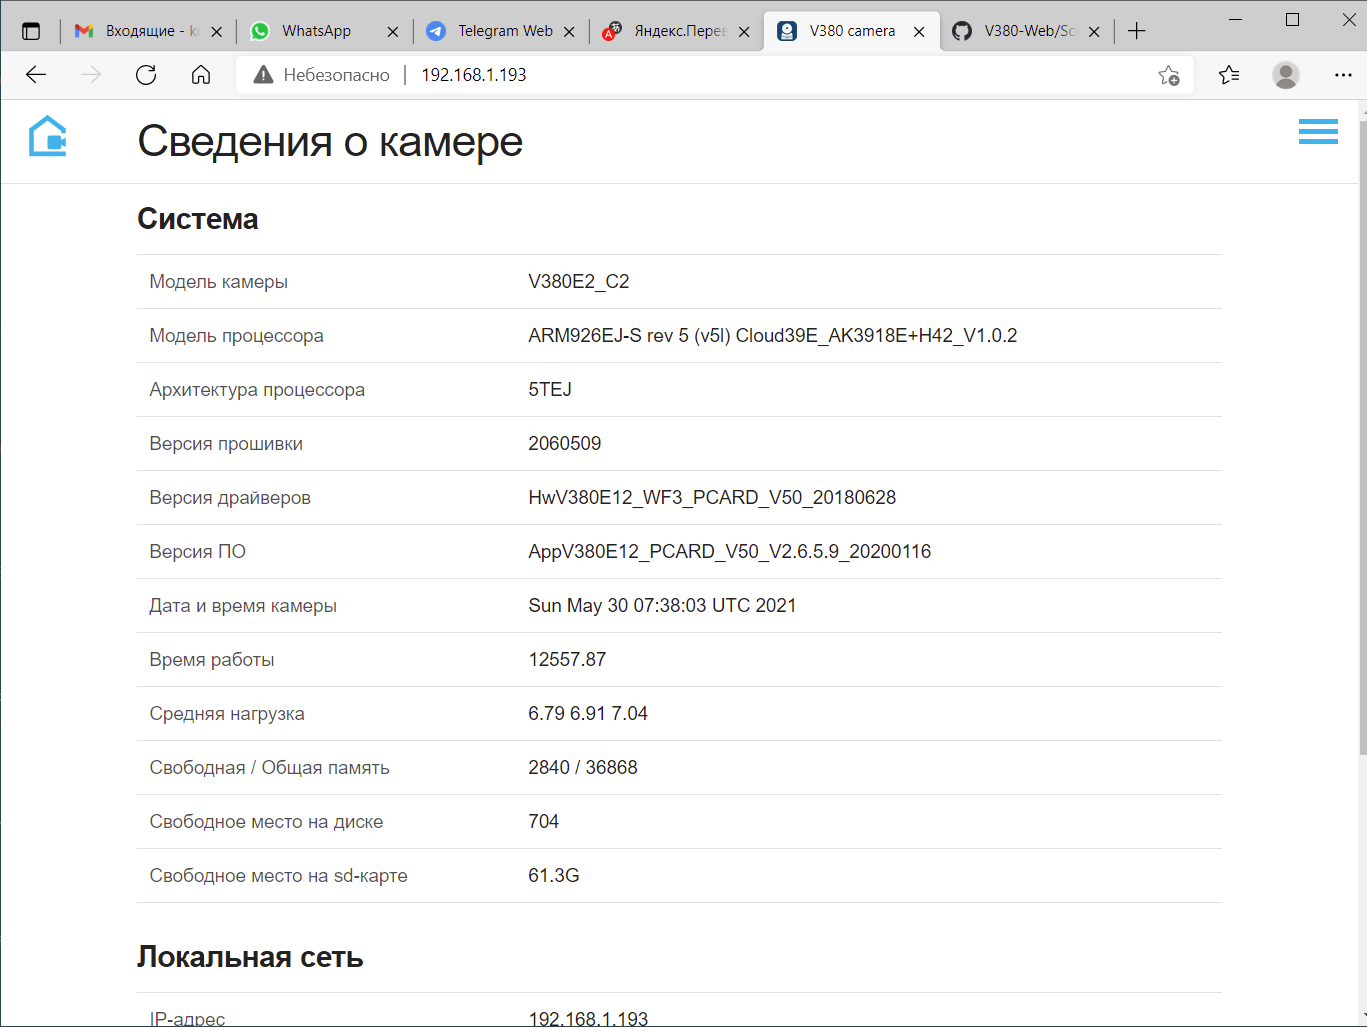 Входящие - k
WhatsApp
Telegram Web
Яндекс.Перев
V380 camera
V380-Web/Sc
Небезопасно
192.168.1.193
Сведения о камере
Система
Модель камеры V380E2_C2
Модель процессора ARM926EJ-S rev 5 (v5l) Cloud39E_AK3918E+H42_V1.0.2
Архитектура процессора 5TEJ
Версия прошивки 2060509
Версия драйверов HwV380E12_WF3_PCARD_V50_20180628
Версия ПО AppV380E12_PCARD_V50_V2.6.5.9_20200116
Дата и время камеры Sun May 30 07:38:03 UTC 2021
Время работы 12557.87
Средняя нагрузка 6.79 6.91 7.04
Свободная / Общая память 2840 / 36868
Свободное место на диске 704
Свободное место на sd-карте 61.3G
Локальная сеть
IP-адрес 192.168.1.193